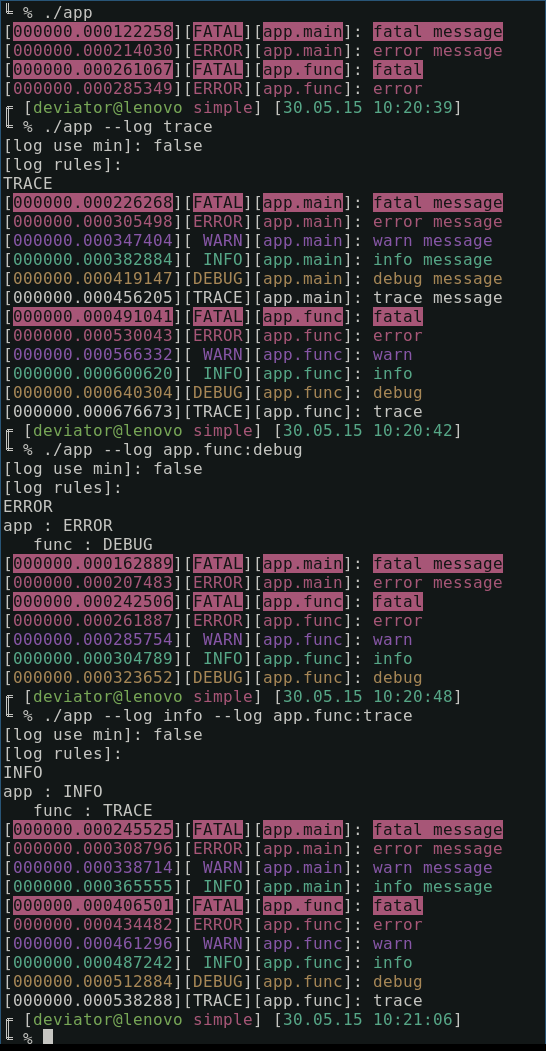 ╚ % ./app
[000000.000122258][FATAL][app.main]: fatal message
[000000.000214030][ERROR][app.main]: error message
[000000.000261067][FATAL][app.func]: fatal
[000000.000285349][ERROR][app.func]: error
╔ [deviator@lenovo simple] [30.05.15 10:20:39]
╚ % ./app --log trace
[log use min]: false
[log rules]:
TRACE
[000000.000226268][FATAL][app.main]: fatal message
[000000.000305498][ERROR][app.main]: error message
[000000.000347404][ WARN][app.main]: warn message
[000000.000382884][ INFO][app.main]: info message
[000000.000419147][DEBUG][app.main]: debug message
[000000.000456205][TRACE][app.main]: trace message
[000000.000491041][FATAL][app.func]: fatal
[000000.000530043][ERROR][app.func]: error
[000000.000566332][ WARN][app.func]: warn
[000000.000600620][ INFO][app.func]: info
[000000.000640304][DEBUG][app.func]: debug
[000000.000676673][TRACE][app.func]: trace
╔ [deviator@lenovo simple] [30.05.15 10:20:42]
╚ % ./app --log app.func:debug
[log use min]: false
[log rules]:
ERROR
app : ERROR
   func : DEBUG
[000000.000162889][FATAL][app.main]: fatal message
[000000.000207483][ERROR][app.main]: error message
[000000.000242506][FATAL][app.func]: fatal
[000000.000261887][ERROR][app.func]: error
[000000.000285754][ WARN][app.func]: warn
[000000.000304789][ INFO][app.func]: info
[000000.000323652][DEBUG][app.func]: debug
╔ [deviator@lenovo simple] [30.05.15 10:20:48]
╚ % ./app --log info --log app.func:trace
[log use min]: false
[log rules]:
INFO
app : INFO
   func : TRACE
[000000.000245525][FATAL][app.main]: fatal message
[000000.000308796][ERROR][app.main]: error message
[000000.000338714][ WARN][app.main]: warn message
[000000.000365555][ INFO][app.main]: info message
[000000.000406501][FATAL][app.func]: fatal
[000000.000434482][ERROR][app.func]: error
[000000.000461296][ WARN][app.func]: warn
[000000.000487242][ INFO][app.func]: info
[000000.000512884][DEBUG][app.func]: debug
[000000.000538288][TRACE][app.func]: trace
╔ [deviator@lenovo simple] [30.05.15 10:21:06]
╚ %